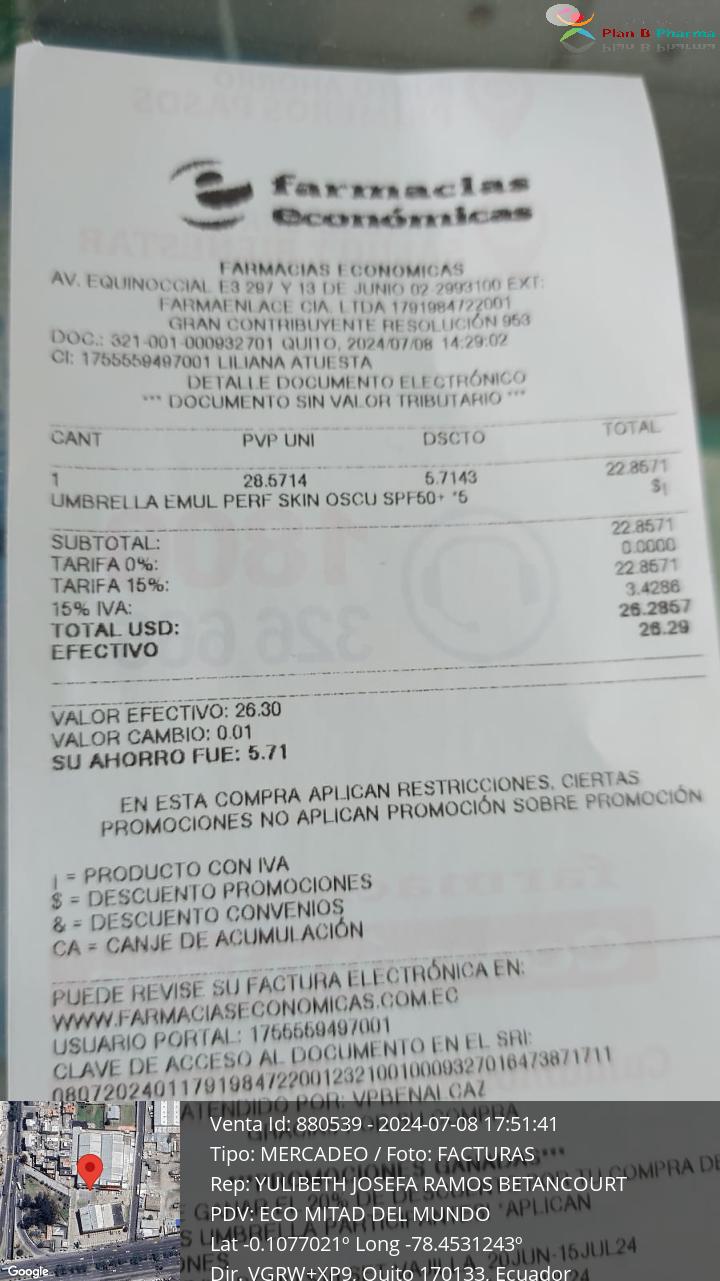 Plan B Pharma
farmacias
económicas
FARMACIAS ECONOMICAS
AV. EQUINOCCIAL E3 297 Y 13 DE JUNIO 02 2993100 EXT:
FARMAENLACE CIA. LTDA 1791984722001
GRAN CONTRIBUYENTE RESOLUCIÓN 953
DOC.: 321-001-000932701 QUITO, 2024/07/08 14:29:02
CI: 1755559497001 LILIANA ATUESTA
DETALLE DOCUMENTO ELECTRÓNICO
*** DOCUMENTO SIN VALOR TRIBUTARIO ***
CANT PVP UNI DSCTO TOTAL
1 28.5714 5.7143 22.8571
UMBRELLA EMUL PERF SKIN OSCU SPF50+ *5 $¡
SUBTOTAL: 22.8571
TARIFA 0%: 0.0000
TARIFA 15%: 22.8571
15% IVA: 3.4286
TOTAL USD: 26.2857
EFECTIVO 26.29
VALOR EFECTIVO: 26.30
VALOR CAMBIO: 0.01
SU AHORRO FUE: 5.71
EN ESTA COMPRA APLICAN RESTRICCIONES, CIERTAS
PROMOCIONES NO APLICAN PROMOCIÓN SOBRE PROMOCIÓN
¡ = PRODUCTO CON IVA
$ = DESCUENTO PROMOCIONES
& = DESCUENTO CONVENIOS
CA = CANJE DE ACUMULACIÓN
PUEDE REVISE SU FACTURA ELECTRÓNICA EN:
WWW.FARMACIASECONOMICAS.COM.EC
USUARIO PORTAL: 1755559497001
CLAVE DE ACCESO AL DOCUMENTO EN EL SRI:
0807202401179198472200123210010009327016473871711
ATENDIDO POR: VPBENALCAZ
Venta Id: 880539 - 2024-07-08 17:51:41
Tipo: MERCADEO / Foto: FACTURAS
Rep: YULIBETH JOSEFA RAMOS BETANCOURT
PDV: ECO MITAD DEL MUNDO
Lat -0.1077021º Long -78.4531243º
Dir. VGRW+XP9, Quito 170133, Ecuador
Google